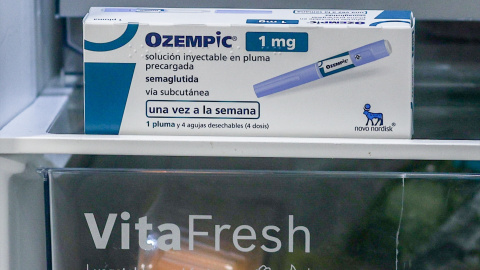 OZEMPIC® 1 mg
solución inyectable en pluma
precargada
semaglutida
vía subcutánea
una vez a la semana
1 pluma y 4 agujas desechables (4 dosis)
OZEMPIC
novo nordisk
VitaFresh